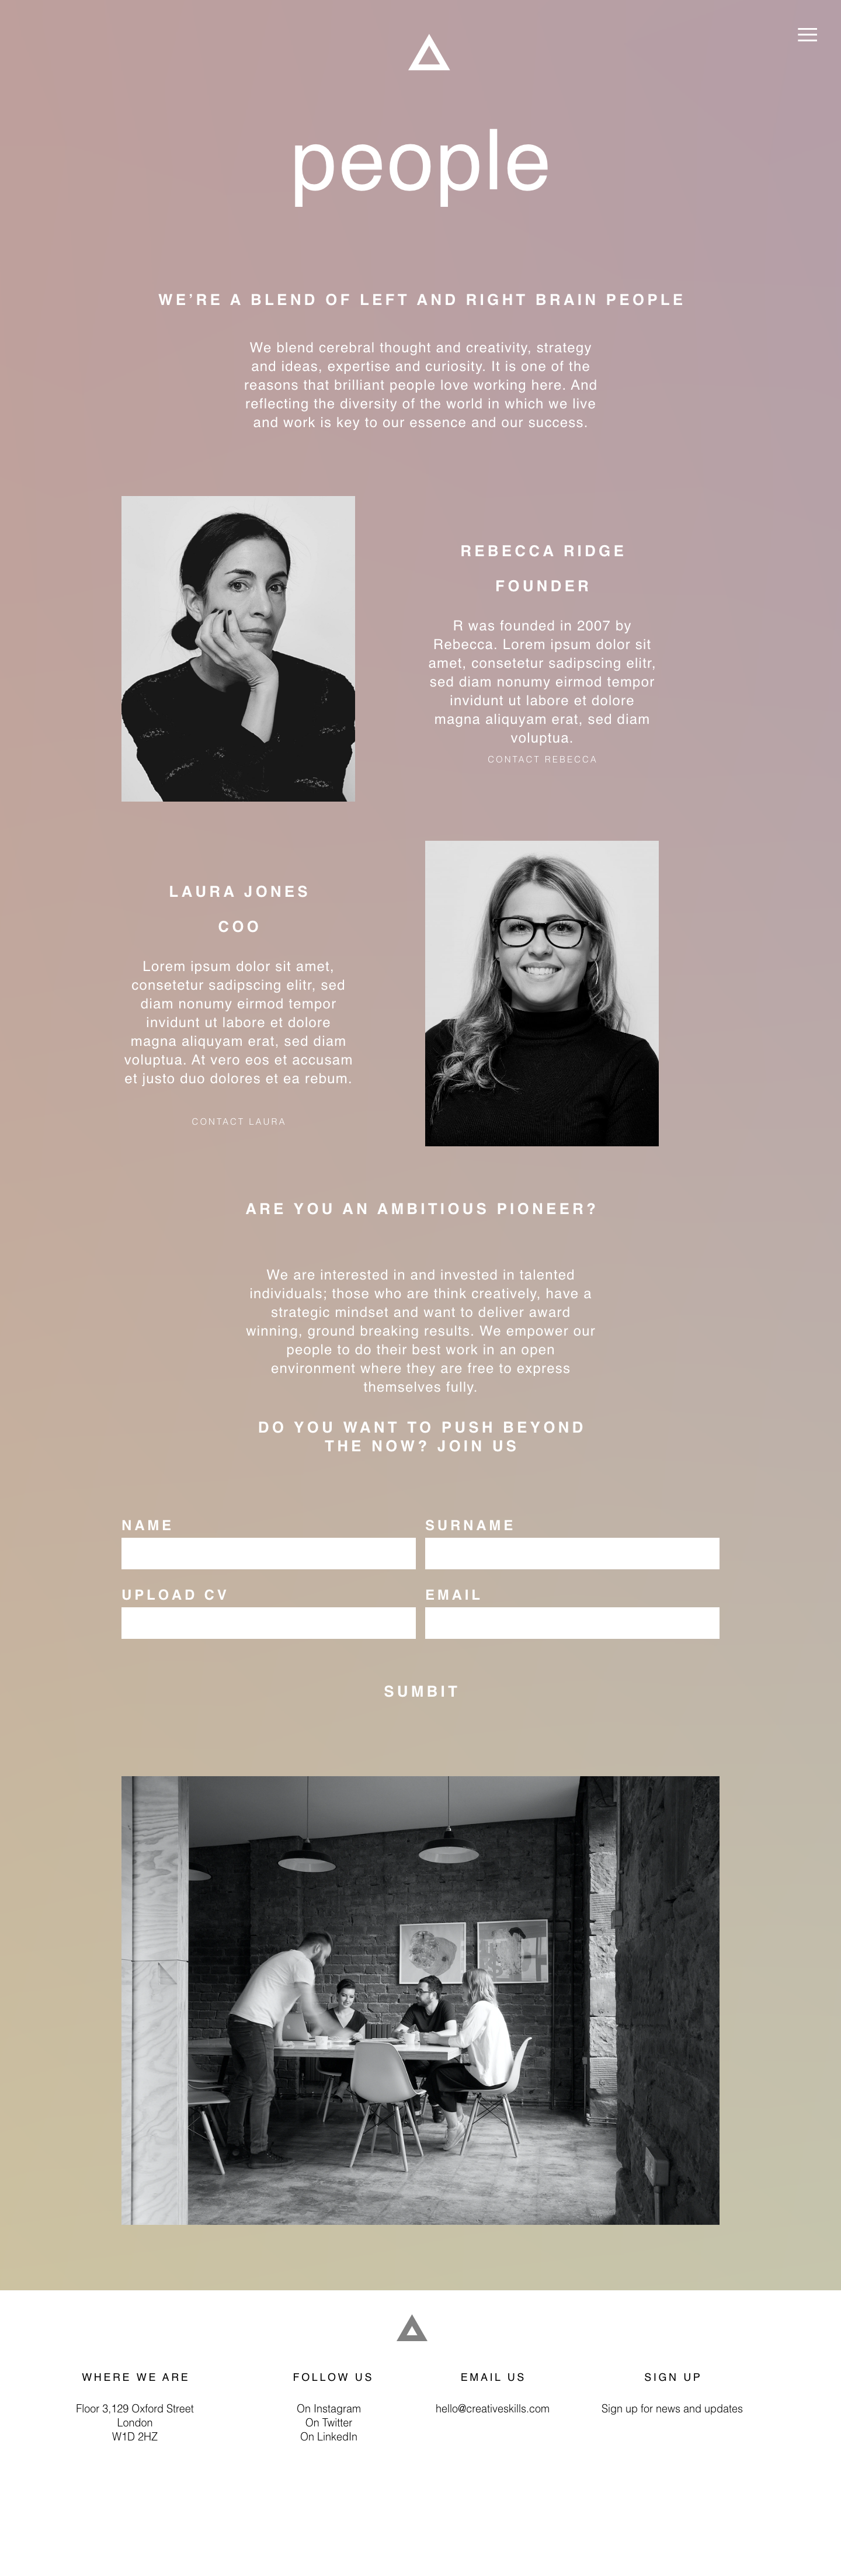 people
WE’RE A BLEND OF LEFT AND RIGHT BRAIN PEOPLE
We blend cerebral thought and creativity, strategy
and ideas, expertise and curiosity. It is one of the
reasons that brilliant people love working here. And
reflecting the diversity of the world in which we live
and work is key to our essence and our success.
REBECCA RIDGE
FOUNDER
R was founded in 2007 by
Rebecca. Lorem ipsum dolor sit
amet, consetetur sadipscing elitr,
sed diam nonumy eirmod tempor
invidunt ut labore et dolore
magna aliquyam erat, sed diam
voluptua.
CONTACT REBECCA
LAURA JONES
COO
Lorem ipsum dolor sit amet,
consetetur sadipscing elitr, sed
diam nonumy eirmod tempor
invidunt ut labore et dolore
magna aliquyam erat, sed diam
voluptua. At vero eos et accusam
et justo duo dolores et ea rebum.
CONTACT LAURA
ARE YOU AN AMBITIOUS PIONEER?
We are interested in and invested in talented
individuals; those who are think creatively, have a
strategic mindset and want to deliver award
winning, ground breaking results. We empower our
people to do their best work in an open
environment where they are free to express
themselves fully.
DO YOU WANT TO PUSH BEYOND
THE NOW? JOIN US
NAME
SURNAME
UPLOAD CV
EMAIL
SUMBIT
WHERE WE ARE
Floor 3,129 Oxford Street
London
W1D 2HZ
FOLLOW US
On Instagram
On Twitter
On LinkedIn
EMAIL US
hello@creativeskills.com
SIGN UP
Sign up for news and updates